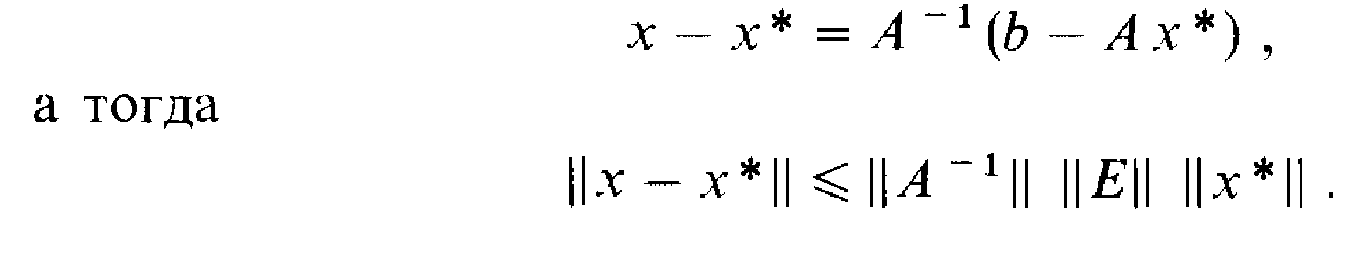 x − x* = A⁻¹(b − Ax*),
а тогда
‖x − x*‖ ⩽ ‖A⁻¹‖ ‖E‖ ‖x*‖.